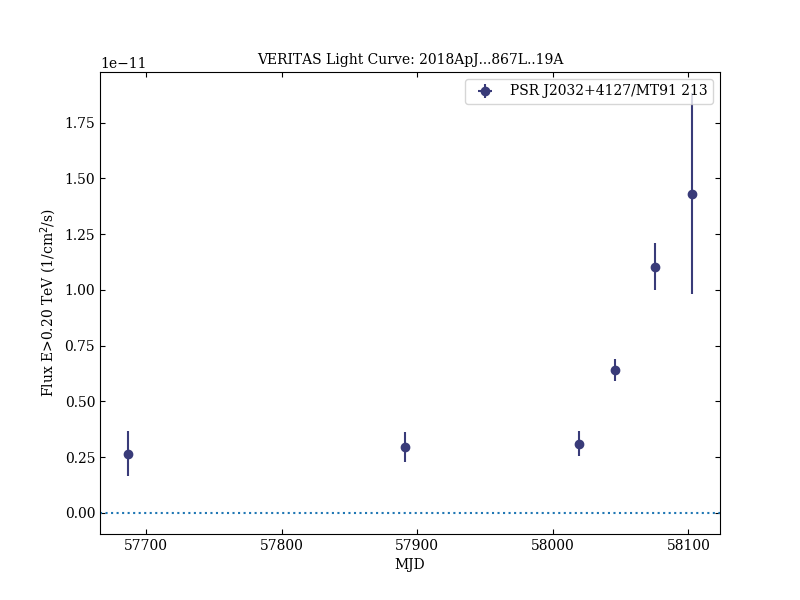 VERITAS Light Curve: 2018ApJ...867L..19A
1e−11
PSR J2032+4127/MT91 213
1.75
1.50
1.25
1.00
0.75
0.50
0.25
0.00
Flux E>0.20 TeV (1/cm²/s)
57700 57800 57900 58000 58100
MJD